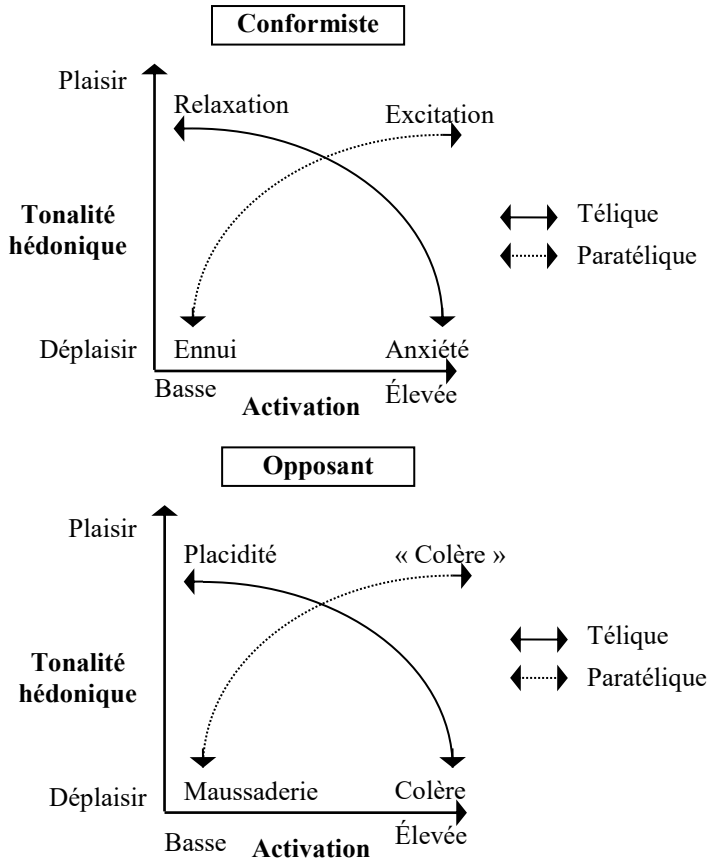 Conformiste
Plaisir
Relaxation
Excitation
Tonalité
hédonique
Télique
Paratélique
Déplaisir
Ennui
Anxiété
Basse
Activation
Élevée
Opposant
Plaisir
Placidité
« Colère »
Tonalité
hédonique
Télique
Paratélique
Déplaisir
Maussaderie
Colère
Basse
Activation
Élevée